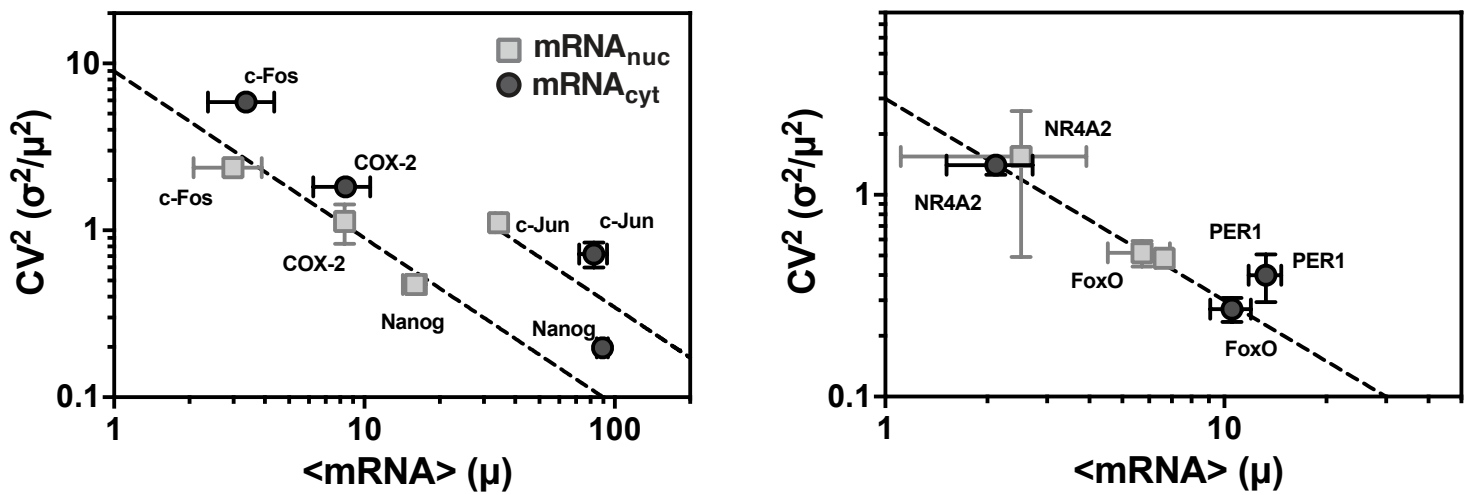 CV² (σ²/μ²)
10
1
0.1
mRNAnuc
mRNAcyt
c-Fos
c-Fos
COX-2
COX-2
c-Jun
c-Jun
Nanog
Nanog
1
10
100
<mRNA> (μ)
CV² (σ²/μ²)
1
0.1
NR4A2
NR4A2
PER1
PER1
FoxO
FoxO
1
10
<mRNA> (μ)